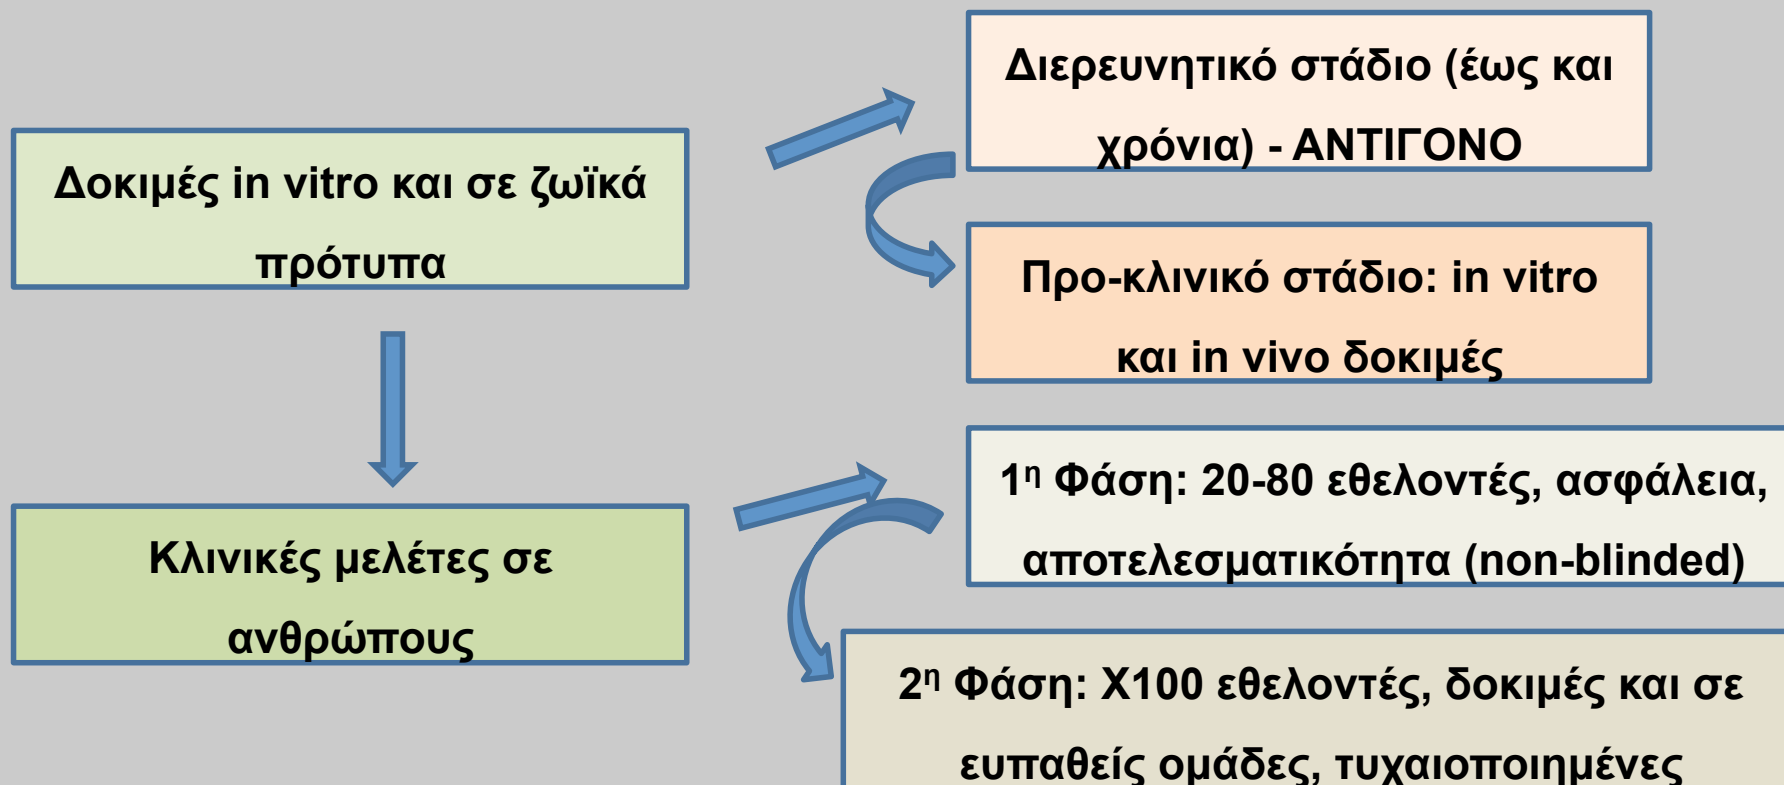 Δοκιμές in vitro και σε ζωϊκά
πρότυπα
Διερευνητικό στάδιο (έως και
χρόνια) - ΑΝΤΙΓΟΝΟ
Προ-κλινικό στάδιο: in vitro
και in vivo δοκιμές
Κλινικές μελέτες σε
ανθρώπους
1η Φάση: 20-80 εθελοντές, ασφάλεια,
αποτελεσματικότητα (non-blinded)
2η Φάση: Χ100 εθελοντές, δοκιμές και σε
ευπαθείς ομάδες, τυχαιοποιημένες